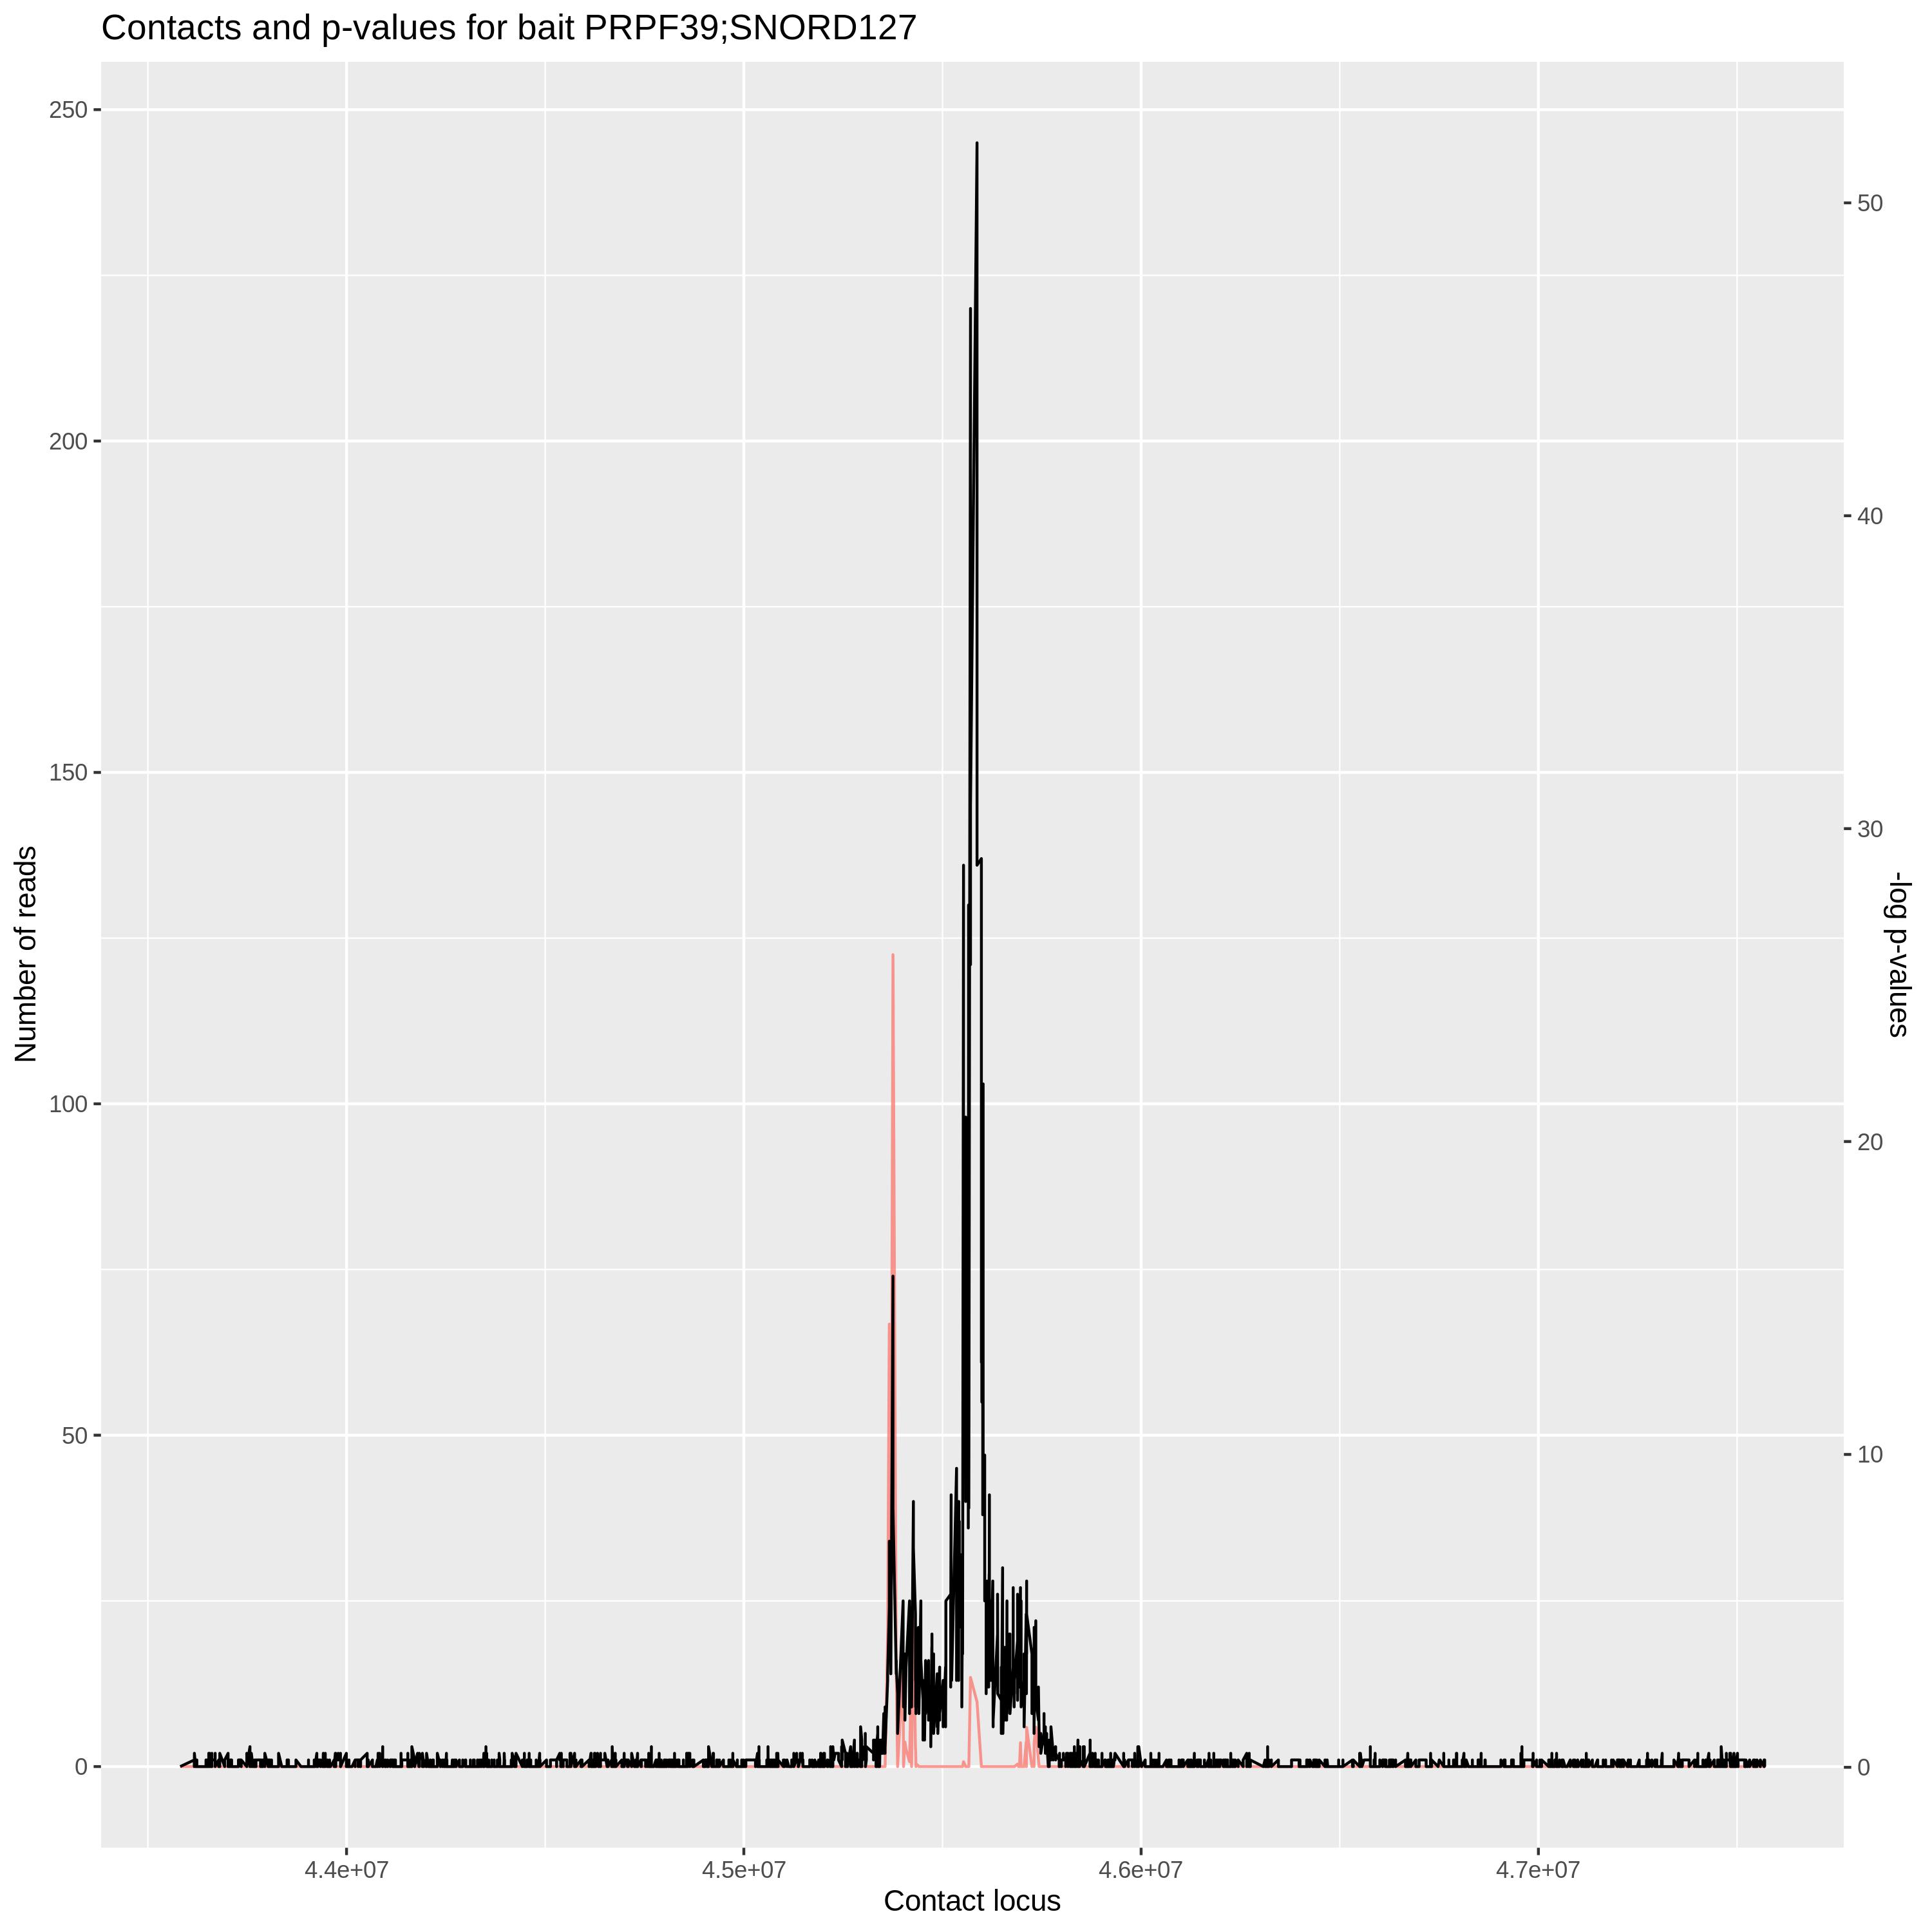 Contacts and p-values for bait PRPF39;SNORD127
250
200
150
100
50
0
Number of reads
50
40
30
20
10
0
-log p-values
4.4e+07
4.5e+07
4.6e+07
4.7e+07
Contact locus